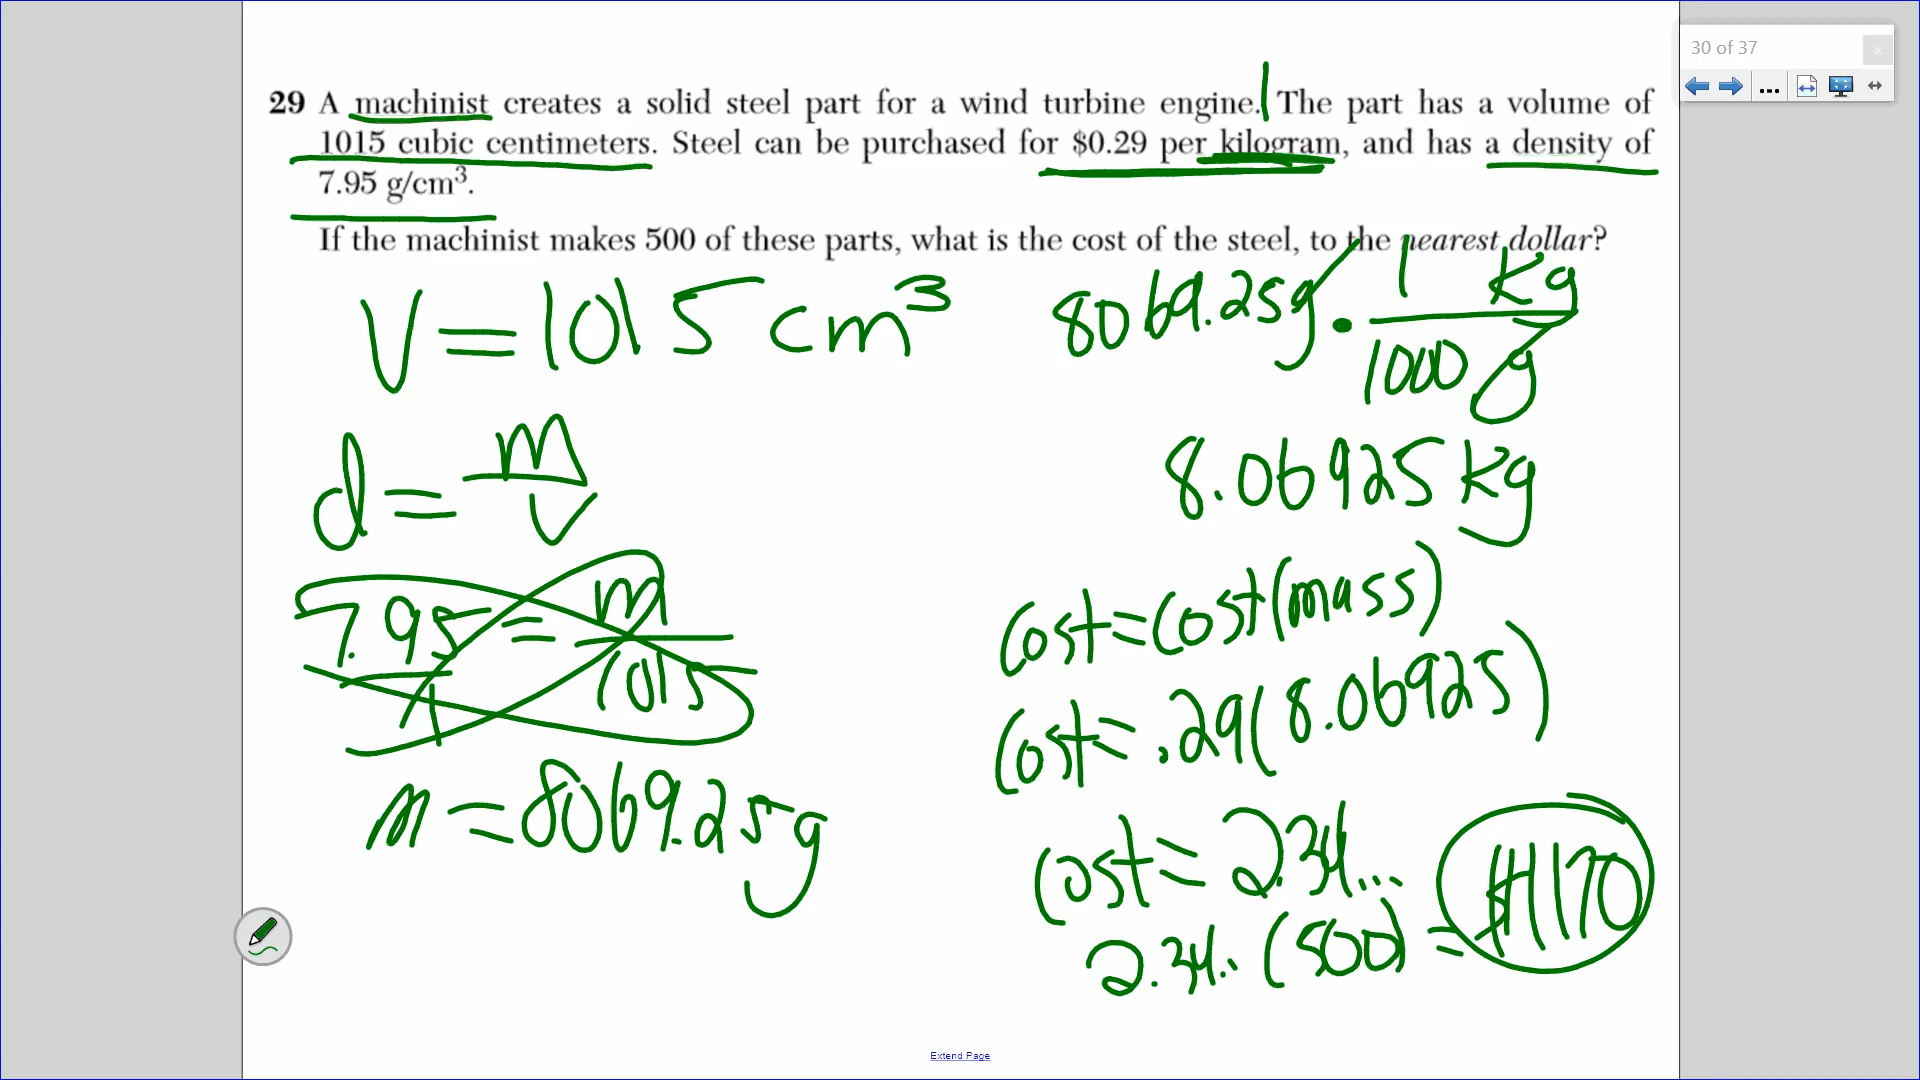 30 of 37
29 A machinist creates a solid steel part for a wind turbine engine. The part has a volume of
1015 cubic centimeters. Steel can be purchased for $0.29 per kilogram, and has a density of
7.95 g/cm³.
If the machinist makes 500 of these parts, what is the cost of the steel, to the nearest dollar?
V = 1015 cm³
d = m/V
7.95/1 = m/1015
m = 8069.25g
8069.25g · 1 kg/1000 g
8.06925 kg
Cost = Cost(mass)
Cost = .29(8.06925)
Cost = 2.34...
2.34.. (500) = $1170
Extend Page